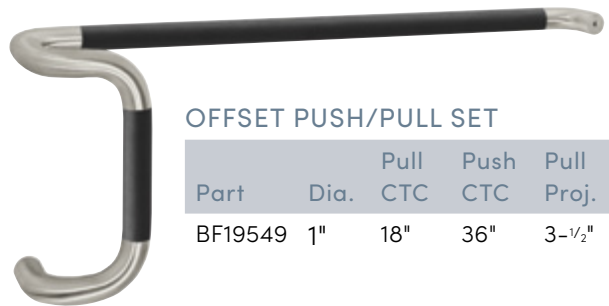 OFFSET PUSH/PULL SET
Pull Push Pull
Part Dia. CTC CTC Proj.
BF19549 1" 18" 36" 3-1/2"